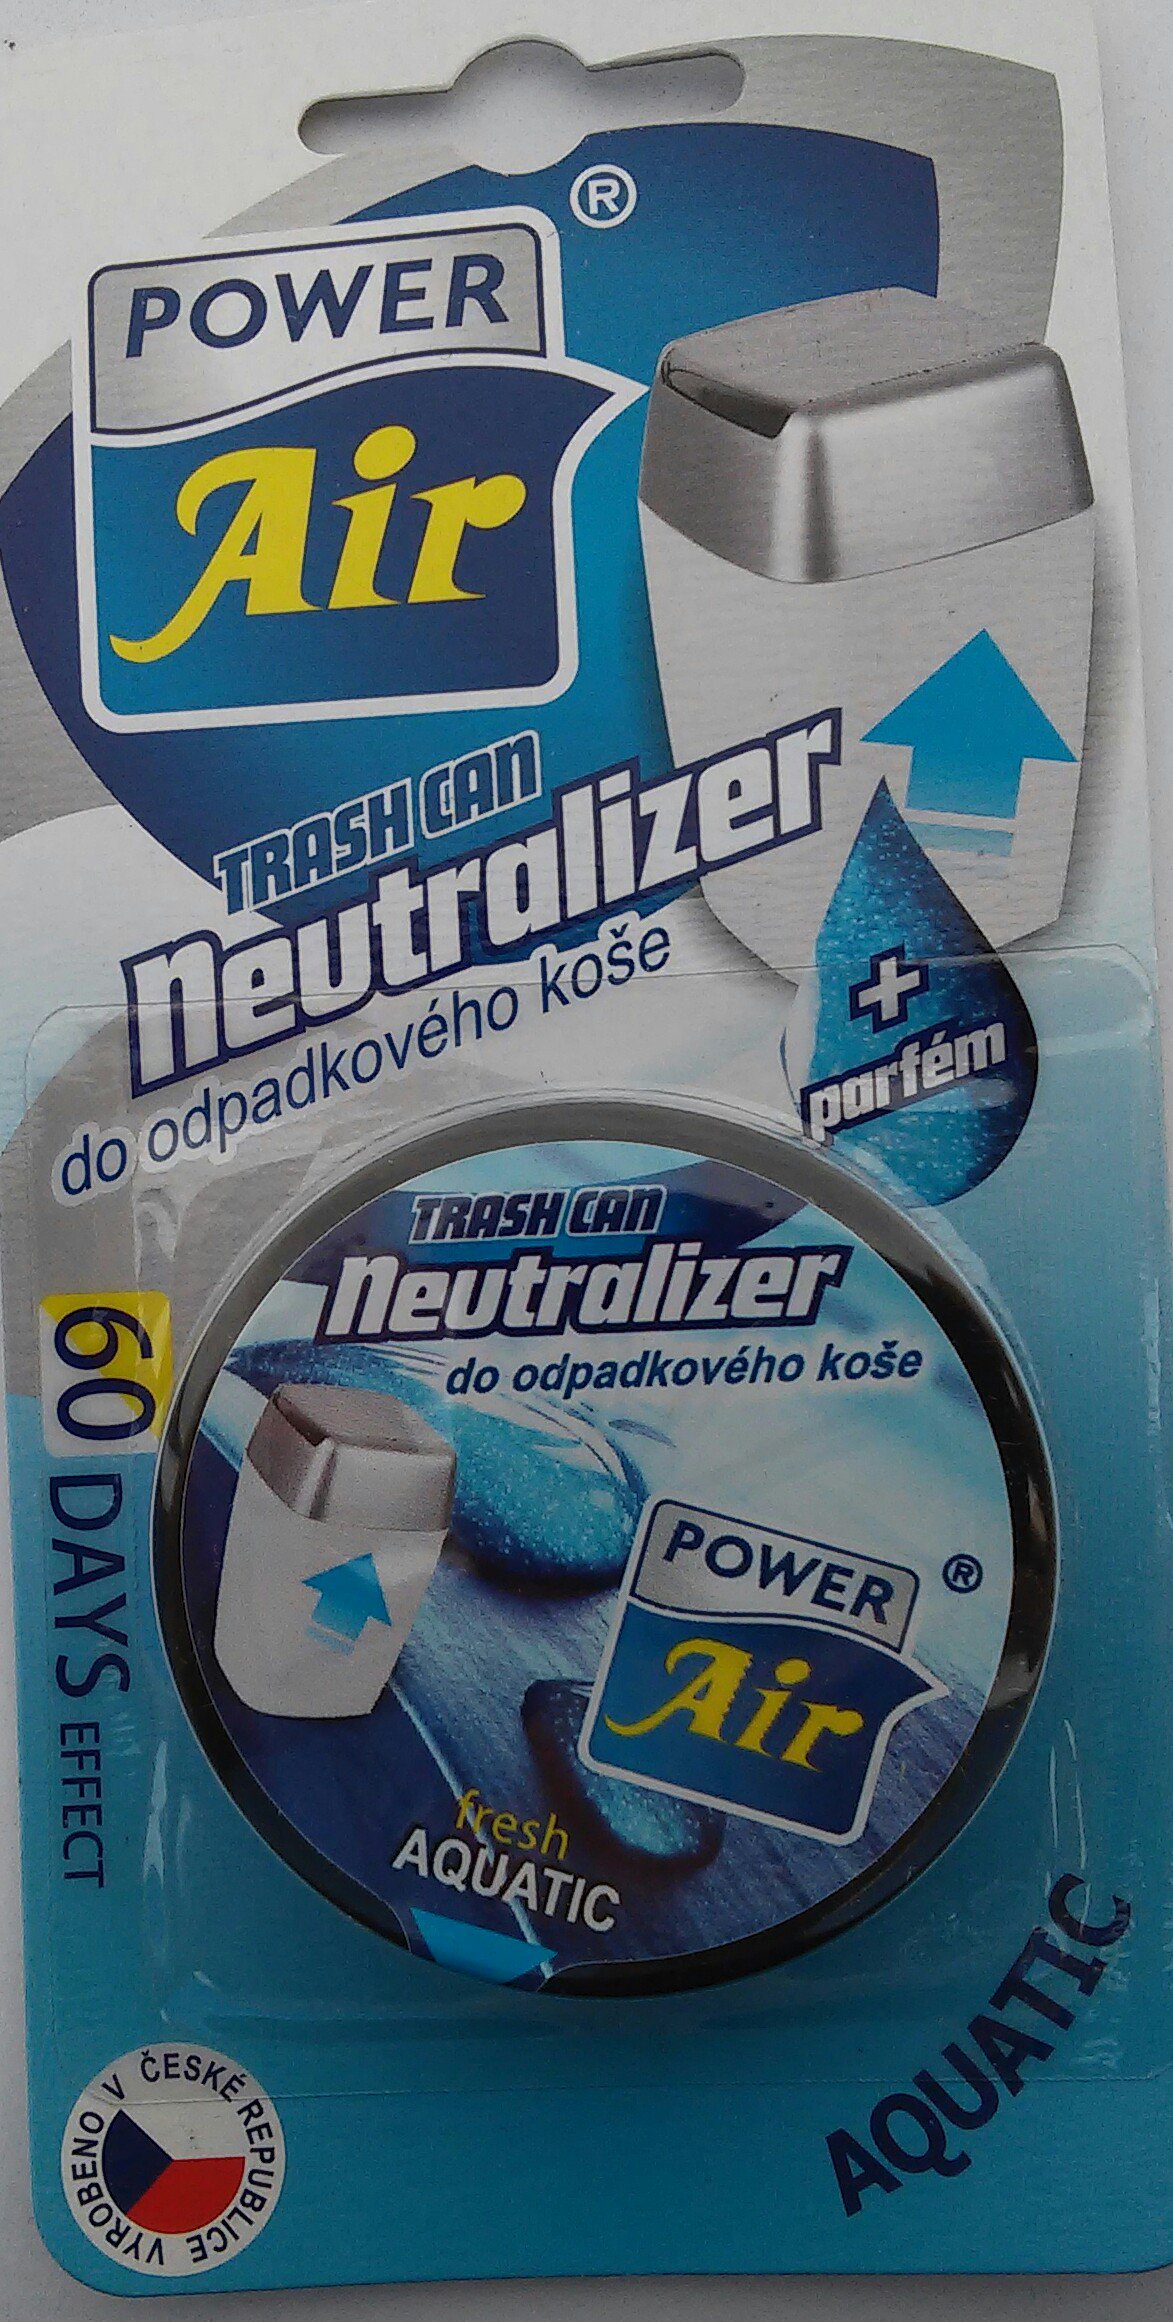 ®
POWER
Air
TRASH CAN
Neutralizer
do odpadkového koše
+
parfém
TRASH CAN
Neutralizer
do odpadkového koše
60 DAYS EFFECT
POWER ®
Air
fresh
AQUATIC
AQUATIC
VYROBENO V ČESKÉ REPUBLICE